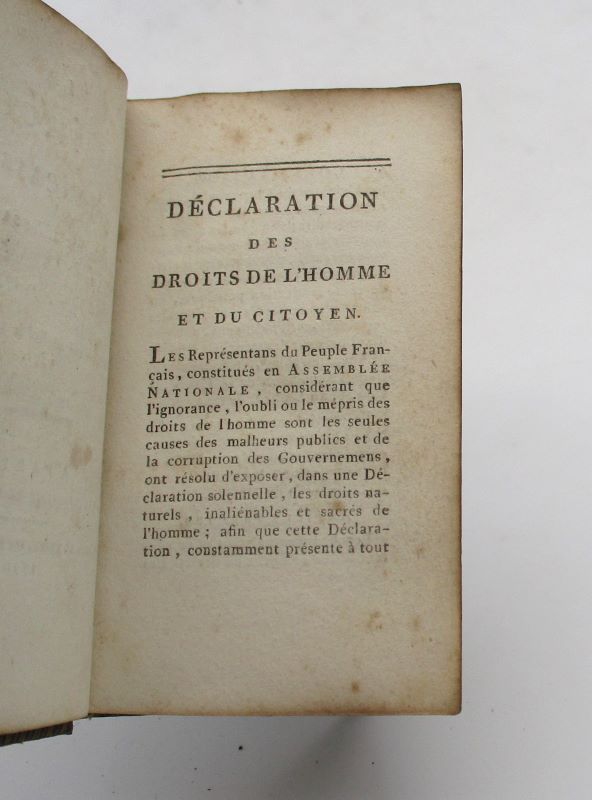 DÉCLARATION
DES
DROITS DE L'HOMME
ET DU CITOYEN.
LES Représentans du Peuple Fran-
çais, constitués en ASSEMBLÉE
NATIONALE, considérant que
l'ignorance, l'oubli ou le mépris des
droits de lhomme sont les seules
causes des malheurs publics et de
la corruption des Gouvernemens,
ont résolu d'exposer, dans une Dé-
claration solennelle, les droits na-
turels, inaliénables et sacrés de
l'homme; afin que cette Déclara-
tion, constamment présente à tout